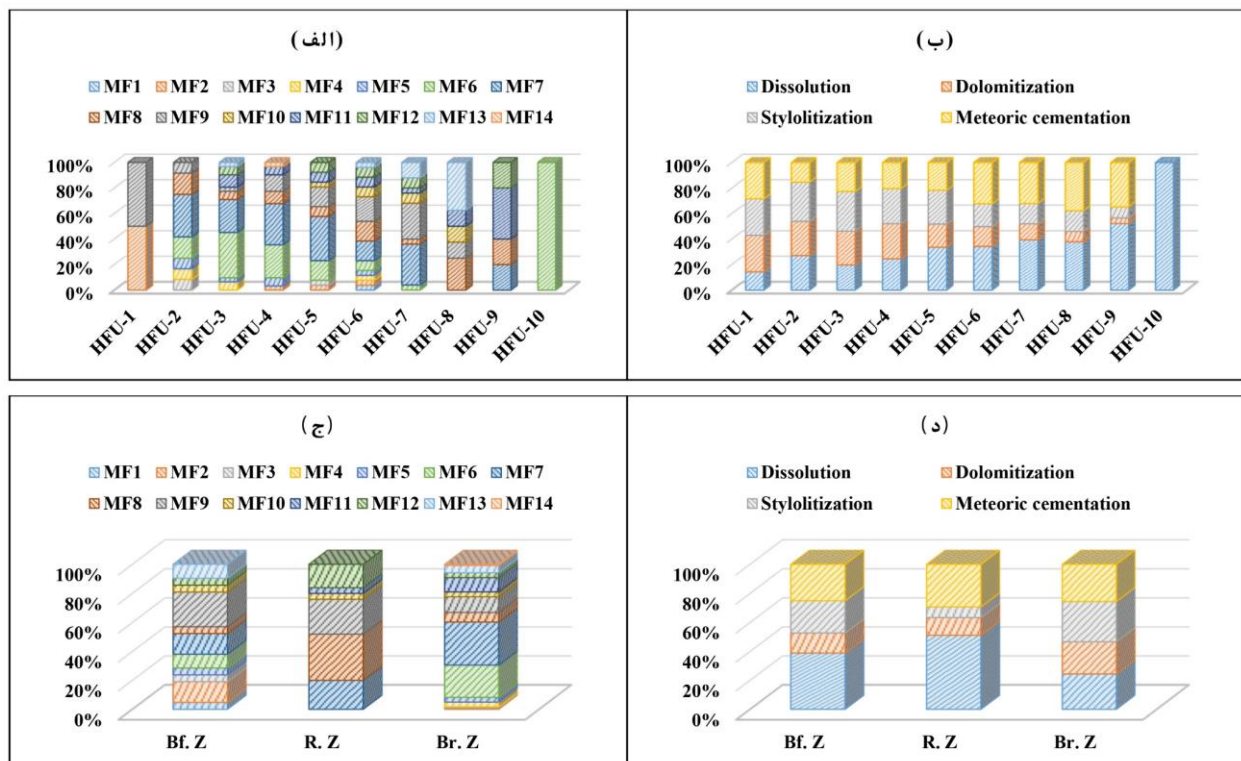 (الف)
MF1 MF2 MF3 MF4 MF5 MF6 MF7
MF8 MF9 MF10 MF11 MF12 MF13 MF14
100%
80%
60%
40%
20%
0%
HFU-1 HFU-2 HFU-3 HFU-4 HFU-5 HFU-6 HFU-7 HFU-8 HFU-9 HFU-10
(ب)
Dissolution Dolomitization
Stylolitization Meteoric cementation
100%
80%
60%
40%
20%
0%
HFU-1 HFU-2 HFU-3 HFU-4 HFU-5 HFU-6 HFU-7 HFU-8 HFU-9 HFU-10
(ج)
MF1 MF2 MF3 MF4 MF5 MF6 MF7
MF8 MF9 MF10 MF11 MF12 MF13 MF14
100%
80%
60%
40%
20%
0%
Bf. Z R. Z Br. Z
(د)
Dissolution Dolomitization
Stylolitization Meteoric cementation
100%
80%
60%
40%
20%
0%
Bf. Z R. Z Br. Z